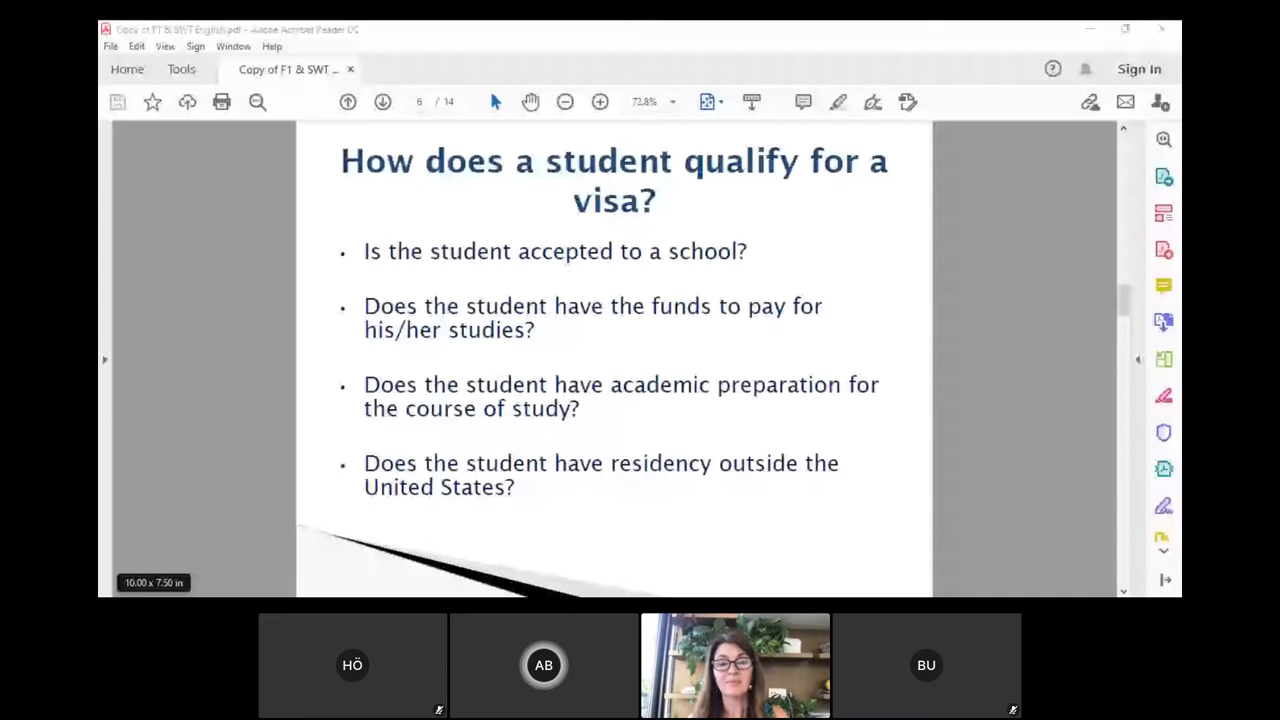 Copy of F1 & SWT English.pdf - Adobe Acrobat Reader DC
File Edit View Sign Window Help
Home Tools Copy of F1 & SWT ... × ? Sign In
6 / 14 72.8%
How does a student qualify for a
visa?
• Is the student accepted to a school?
• Does the student have the funds to pay for
his/her studies?
• Does the student have academic preparation for
the course of study?
• Does the student have residency outside the
United States?
10.00 x 7.50 in
HÖ AB BU